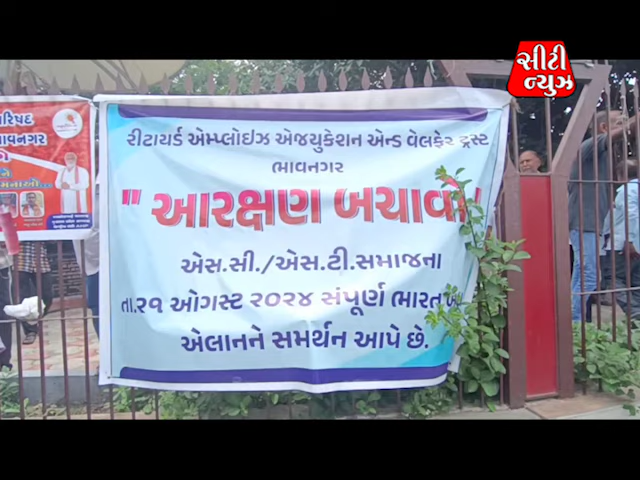 સીટી
ન્યુઝ
રીટાયર્ડ એમ્પ્લોઇઝ એજ્યુકેશન એન્ડ વેલફેર ટ્રસ્ટ
ભાવનગર
" આરક્ષણ બચાવો "
એસ.સી./એસ.ટી.સમાજના
તા.૨૧ ઓગસ્ટ ૨૦૨૪ સંપૂર્ણ ભારત
એલાનને સમર્થન આપે છે.